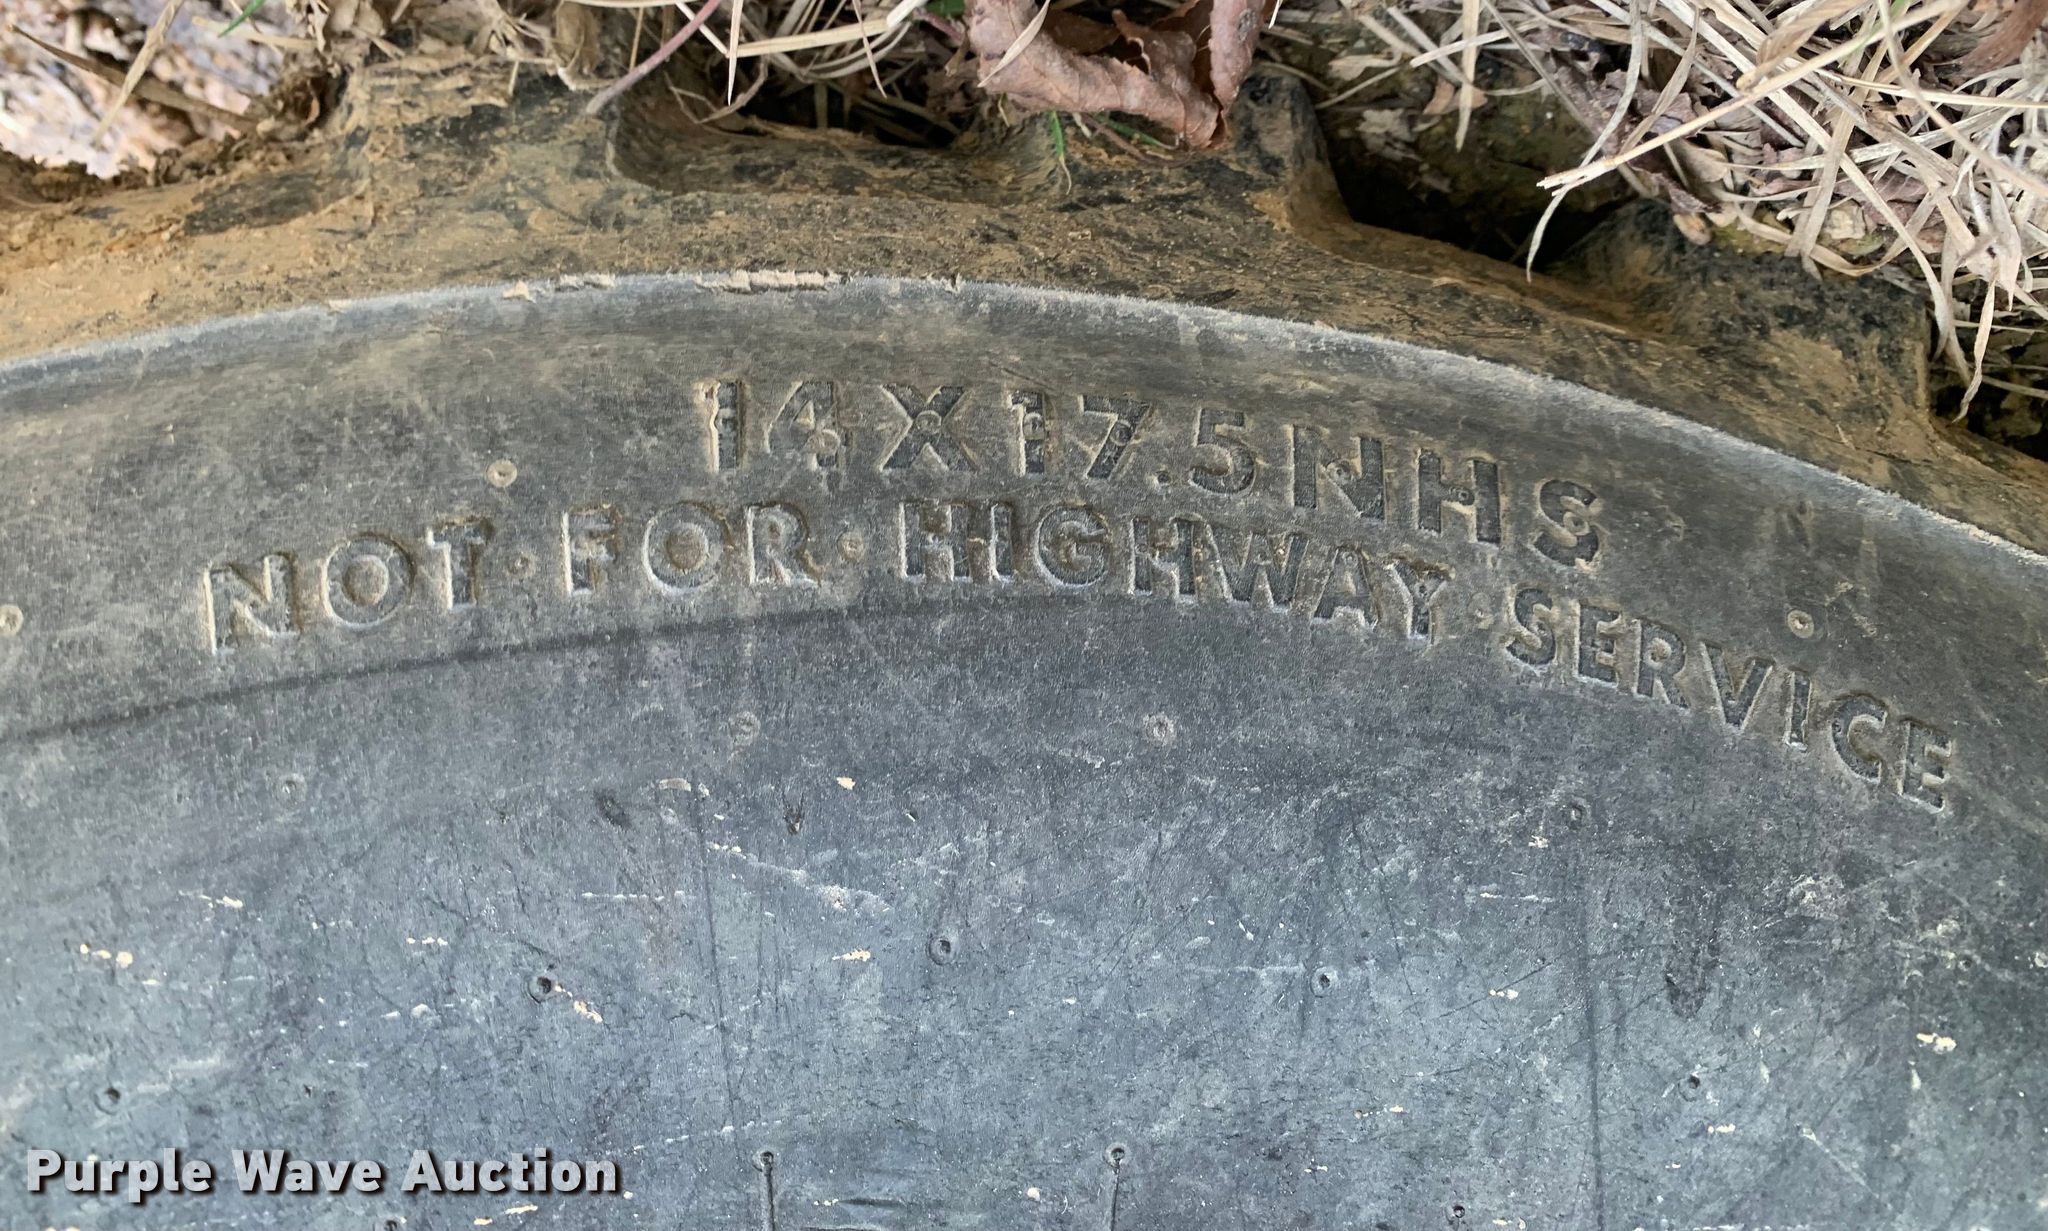 14X17.5NHS
NOT•FOR•HIGHWAY•SERVICE
Purple Wave Auction